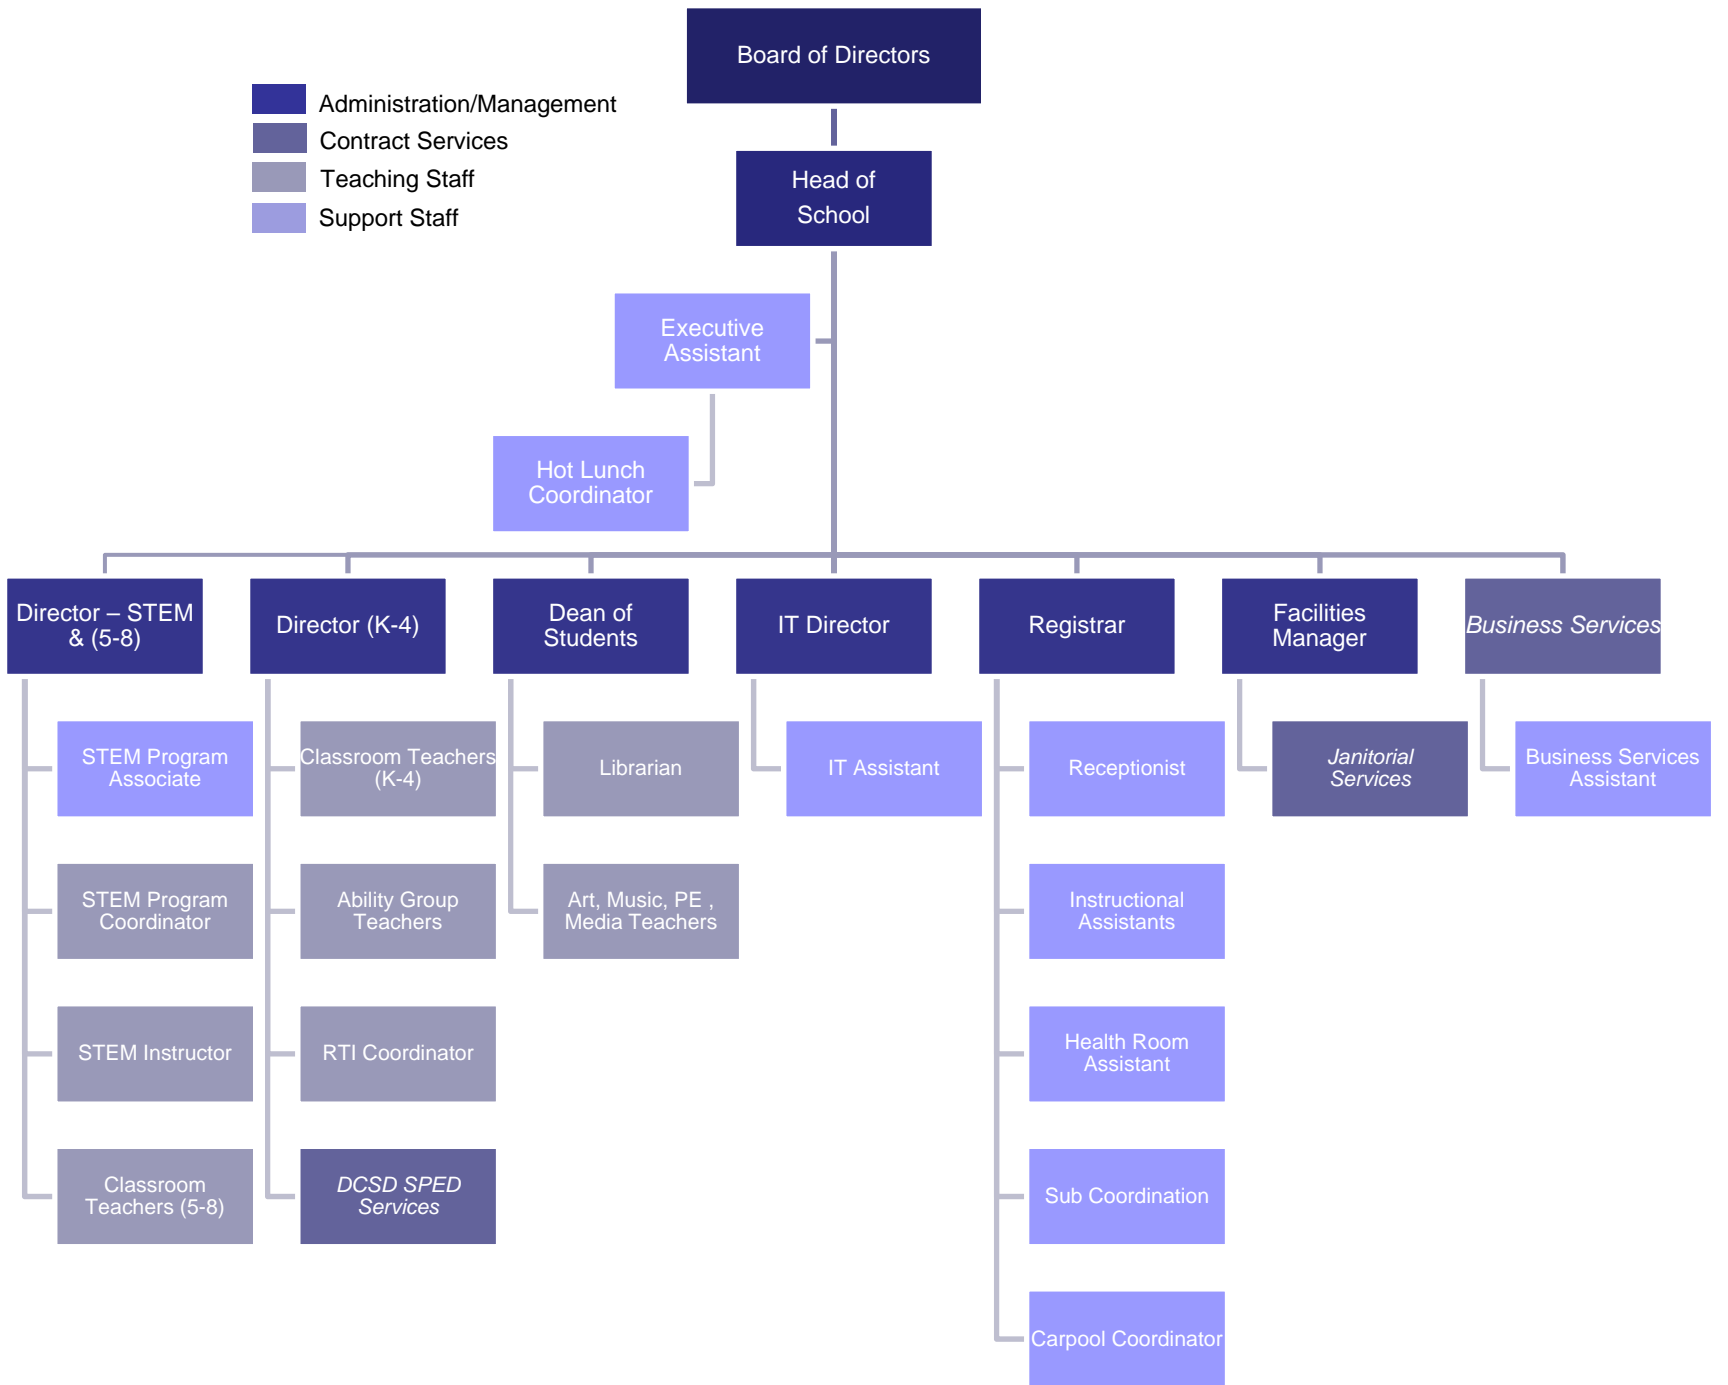 Board of Directors
Administration/Management
Contract Services
Teaching Staff
Support Staff
Head of
School
Executive
Assistant
Hot Lunch
Coordinator
Director – STEM
& (5-8)
Director (K-4)
Dean of
Students
IT Director
Registrar
Facilities
Manager
Business Services
STEM Program
Associate
Classroom Teachers
(K-4)
Librarian
IT Assistant
Receptionist
Janitorial
Services
Business Services
Assistant
STEM Program
Coordinator
Ability Group
Teachers
Art, Music, PE ,
Media Teachers
Instructional
Assistants
STEM Instructor
RTI Coordinator
Health Room
Assistant
Classroom
Teachers (5-8)
DCSD SPED
Services
Sub Coordination
Carpool Coordinator